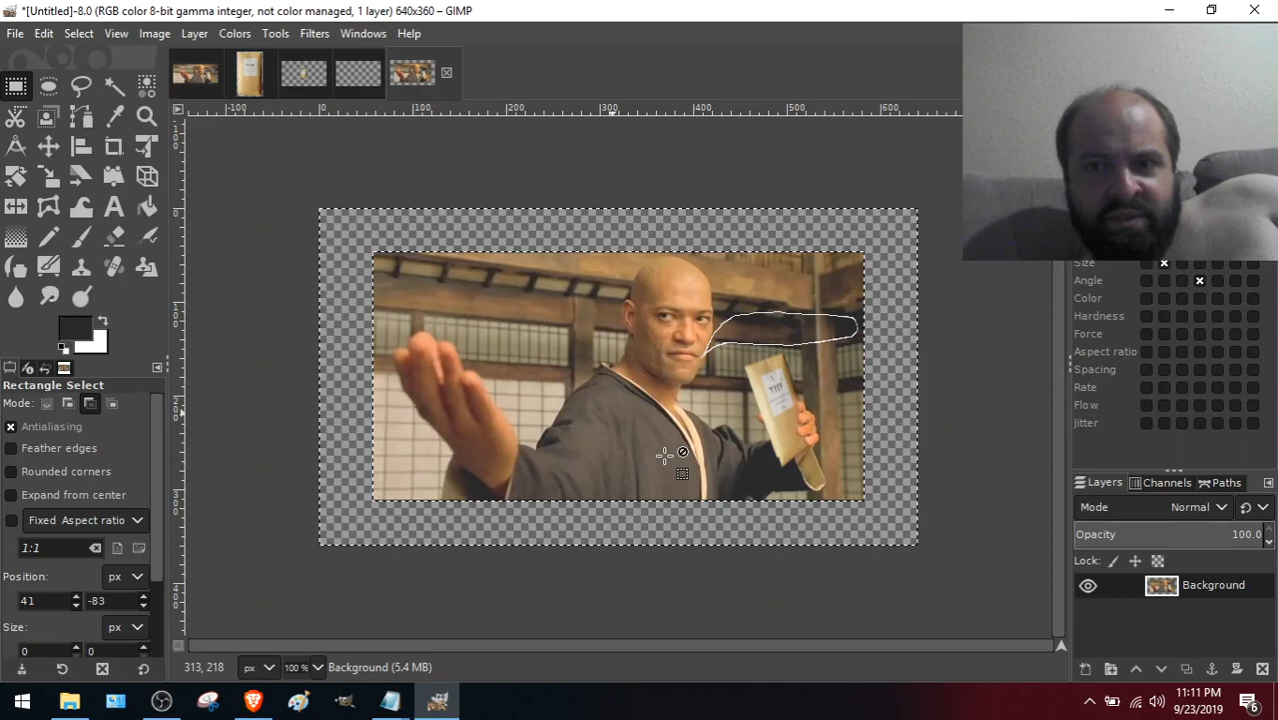 *[Untitled]-8.0 (RGB color 8-bit gamma integer, not color managed, 1 layer) 640x360 – GIMP
File Edit Select View Image Layer Colors Tools Filters Windows Help
-100 0 100 200 300 400 500 600
Rectangle Select
Mode:
Antialiasing
Feather edges
Rounded corners
Expand from center
Fixed Aspect ratio
1:1
Position:
px
41 -83
Size:
px
0 0
313, 218 px 100 % Background (5.4 MB)
Size
Angle
Color
Hardness
Force
Aspect ratio
Spacing
Rate
Flow
Jitter
Layers Channels Paths
Mode Normal
Opacity 100.0
Lock:
Background
11:11 PM
9/23/2019
6